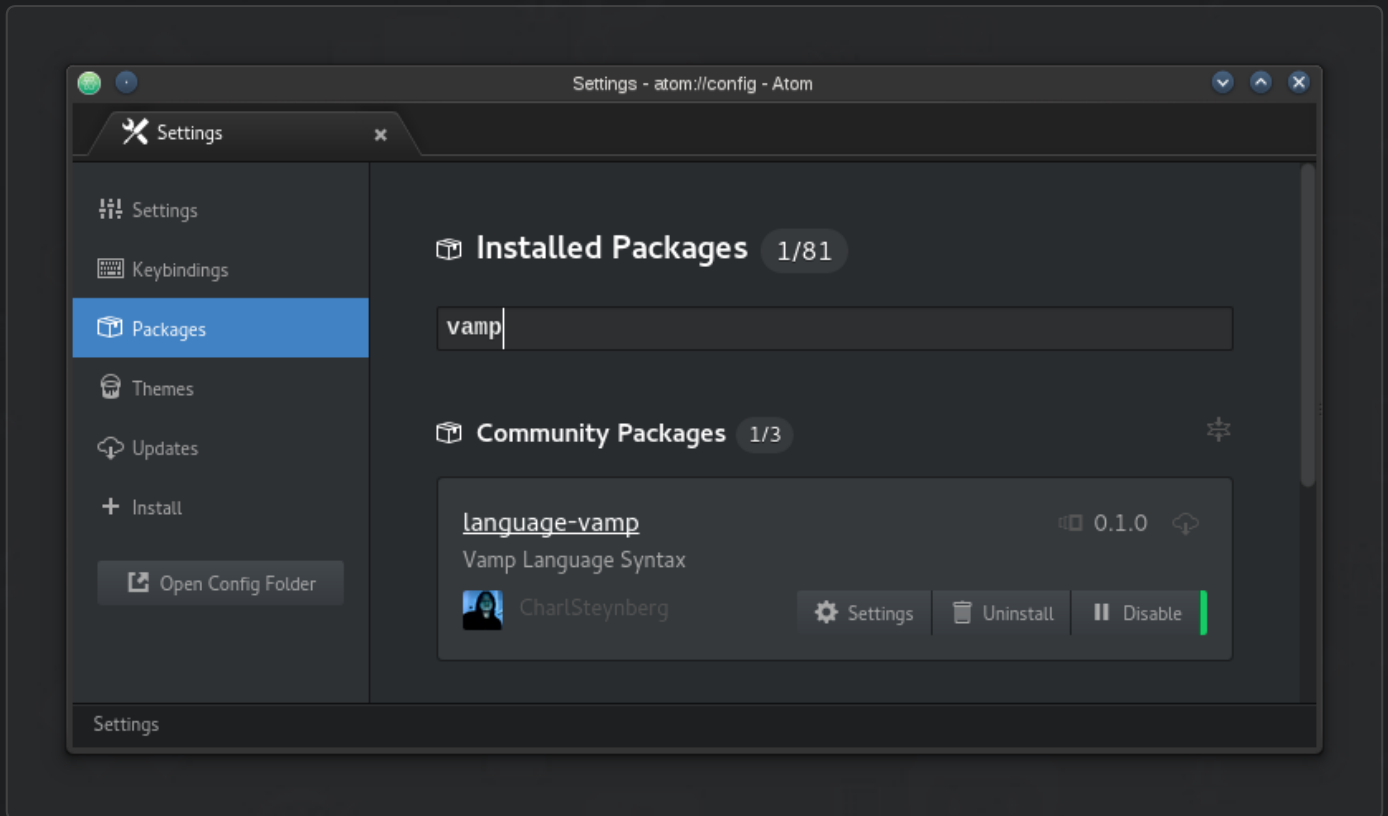 Settings - atom://config - Atom
Settings
Settings
Keybindings
Packages
Themes
Updates
Install
Open Config Folder
Installed Packages 1/81
vamp
Community Packages 1/3
language-vamp 0.1.0
Vamp Language Syntax
CharlSteynberg Settings Uninstall Disable
Settings